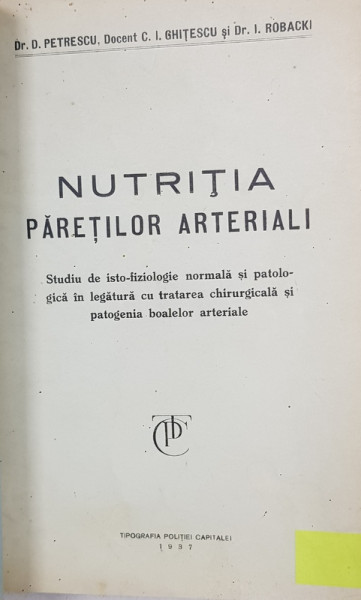 Dr. D. PETRESCU, Docent C. I. GHIȚESCU și Dr. I. ROBACKI
NUTRIȚIA
PĂREȚILOR ARTERIALI
Studiu de isto-fiziologie normală și patolo-
gică în legătură cu tratarea chirurgicală și
patogenia boalelor arteriale
TIPOGRAFIA POLIȚIEI CAPITALEI
1937